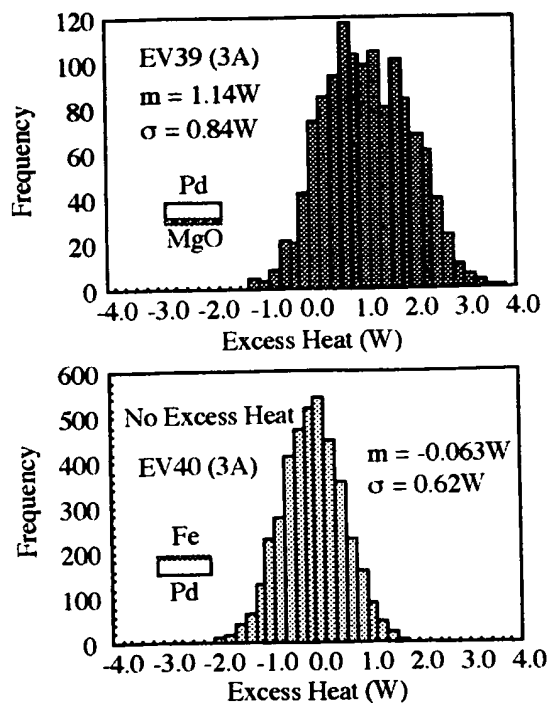 120
100
80
60
40
20
0
Frequency
EV39 (3A)
m = 1.14W
σ = 0.84W
Pd
MgO
-4.0 -3.0 -2.0 -1.0 0.0 1.0 2.0 3.0 4.0
Excess Heat (W)
600
500
400
300
200
100
0
Frequency
No Excess Heat
EV40 (3A)
m = -0.063W
σ = 0.62W
Fe
Pd
-4.0 -3.0 -2.0 -1.0 0.0 1.0 2.0 3.0 4.0
Excess Heat (W)